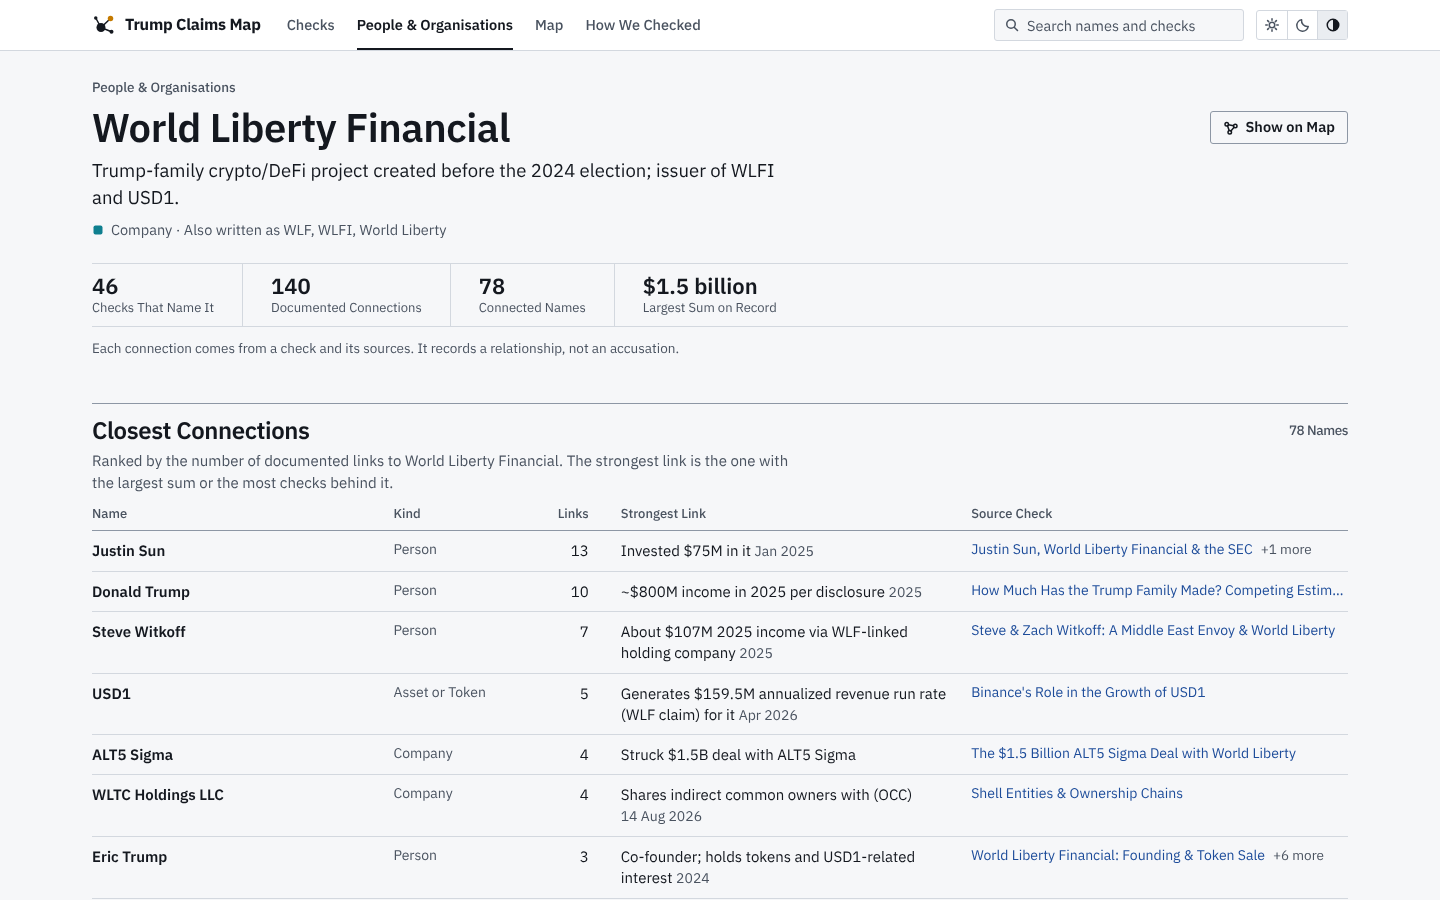 Trump Claims Map
Checks
People & Organisations
Map
How We Checked
Search names and checks
People & Organisations
World Liberty Financial
Show on Map
Trump-family crypto/DeFi project created before the 2024 election; issuer of WLFI
and USD1.
Company · Also written as WLF, WLFI, World Liberty
46
Checks That Name It
140
Documented Connections
78
Connected Names
$1.5 billion
Largest Sum on Record
Each connection comes from a check and its sources. It records a relationship, not an accusation.
Closest Connections
78 Names
Ranked by the number of documented links to World Liberty Financial. The strongest link is the one with
the largest sum or the most checks behind it.
Name Kind Links Strongest Link Source Check
Justin Sun Person 13 Invested $75M in it Jan 2025 Justin Sun, World Liberty Financial & the SEC +1 more
Donald Trump Person 10 ~$800M income in 2025 per disclosure 2025 How Much Has the Trump Family Made? Competing Estim...
Steve Witkoff Person 7 About $107M 2025 income via WLF-linked Steve & Zach Witkoff: A Middle East Envoy & World Liberty
holding company 2025
USD1 Asset or Token 5 Generates $159.5M annualized revenue run rate Binance's Role in the Growth of USD1
(WLF claim) for it Apr 2026
ALT5 Sigma Company 4 Struck $1.5B deal with ALT5 Sigma The $1.5 Billion ALT5 Sigma Deal with World Liberty
WLTC Holdings LLC Company 4 Shares indirect common owners with (OCC) Shell Entities & Ownership Chains
14 Aug 2026
Eric Trump Person 3 Co-founder; holds tokens and USD1-related World Liberty Financial: Founding & Token Sale +6 more
interest 2024